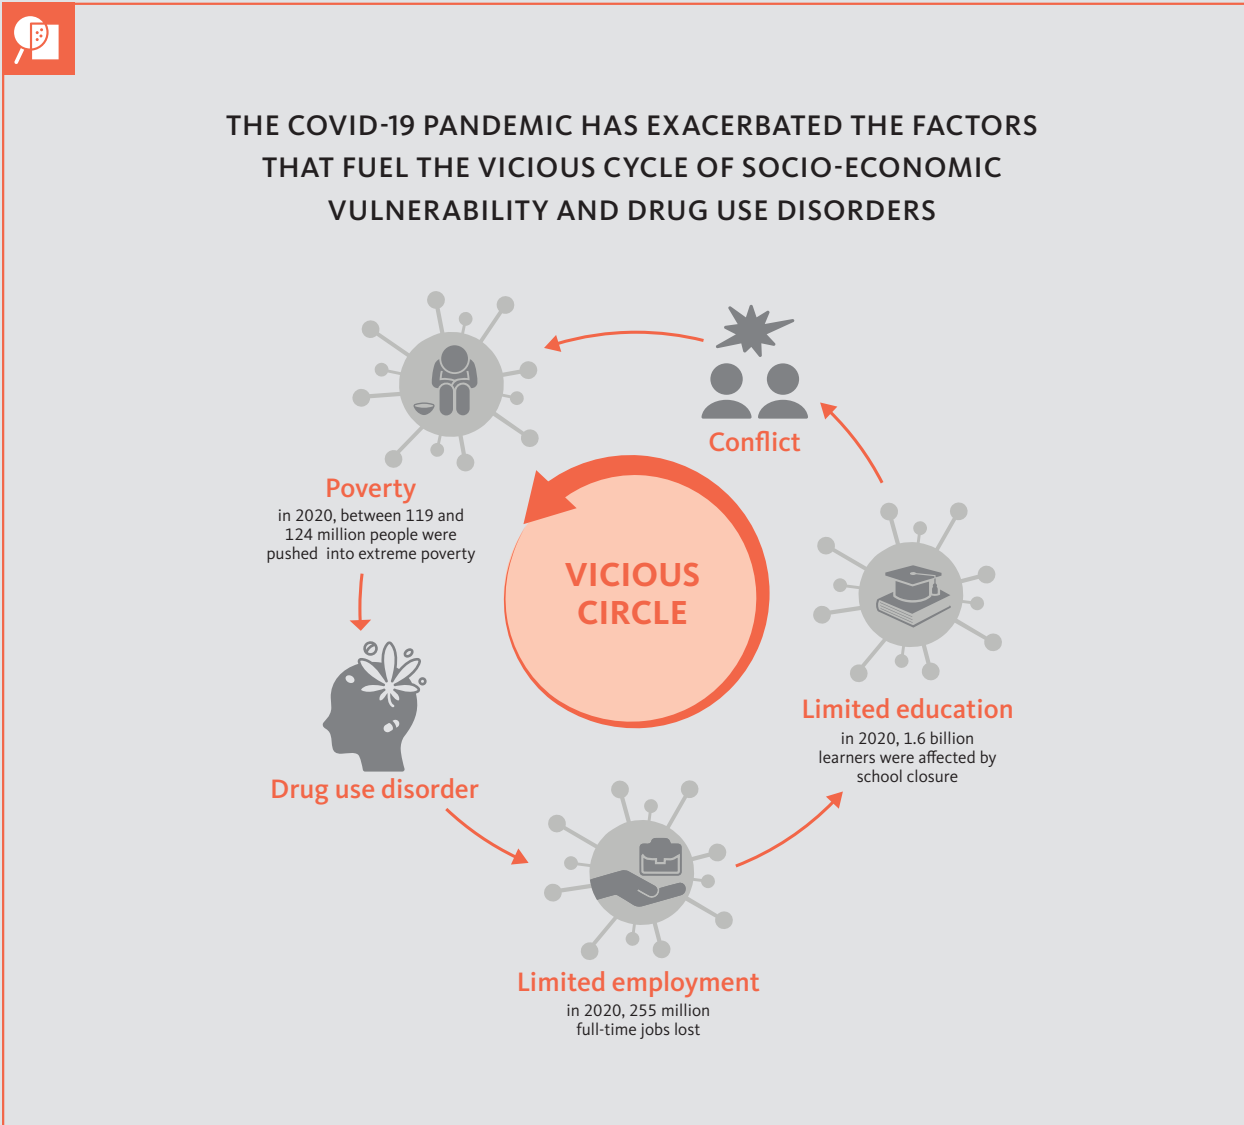 THE COVID-19 PANDEMIC HAS EXACERBATED THE FACTORS
THAT FUEL THE VICIOUS CYCLE OF SOCIO-ECONOMIC
VULNERABILITY AND DRUG USE DISORDERS
Conflict
Poverty
in 2020, between 119 and
124 million people were
pushed into extreme poverty
VICIOUS
CIRCLE
Limited education
in 2020, 1.6 billion
learners were affected by
school closure
Drug use disorder
Limited employment
in 2020, 255 million
full-time jobs lost